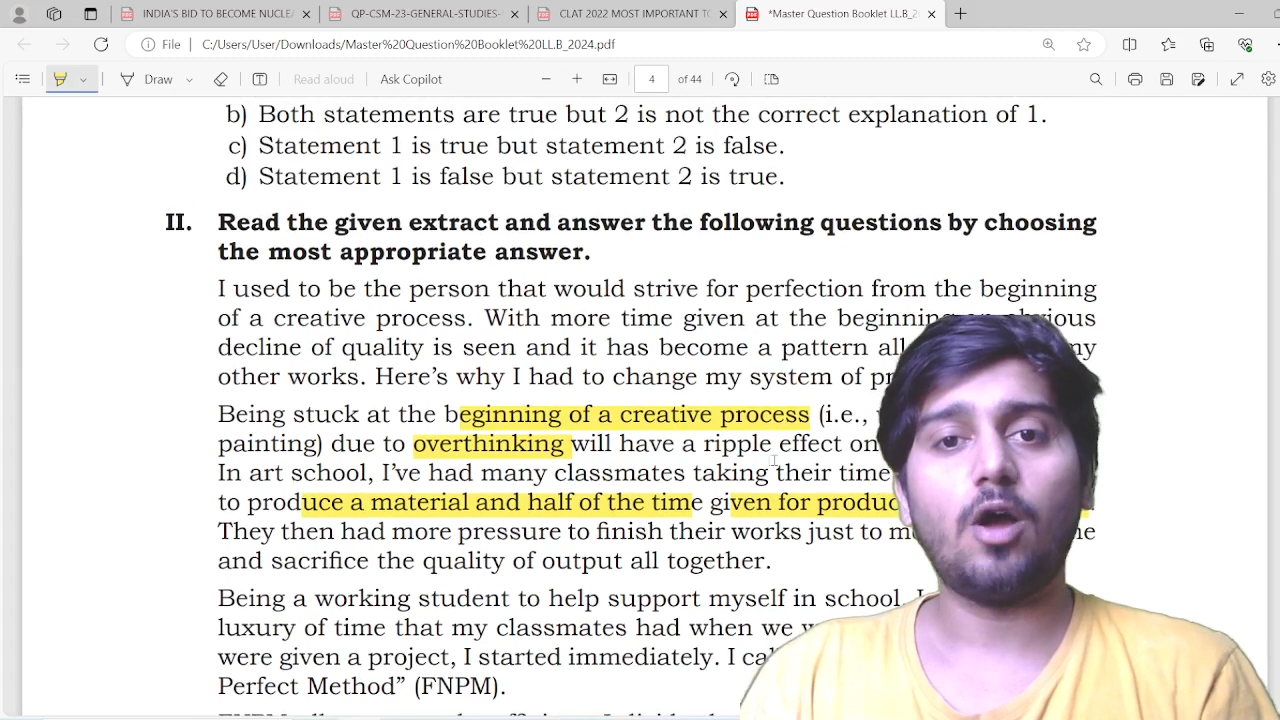 INDIA'S BID TO BECOME NUCLEA
QP-CSM-23-GENERAL-STUDIES-
CLAT 2022 MOST IMPORTANT TO
*Master Question Booklet LL.B_2
File
C:/Users/User/Downloads/Master%20Question%20Booklet%20LL.B_2024.pdf
Draw
Read aloud
Ask Copilot
4 of 44
b) Both statements are true but 2 is not the correct explanation of 1.
c) Statement 1 is true but statement 2 is false.
d) Statement 1 is false but statement 2 is true.
II. Read the given extract and answer the following questions by choosing
the most appropriate answer.
I used to be the person that would strive for perfection from the beginning
of a creative process. With more time given at the beginning an obvious
decline of quality is seen and it has become a pattern
other works. Here's why I had to change my system of
Being stuck at the beginning of a creative process (i.e.,
painting) due to overthinking will have a ripple effect on
In art school, I've had many classmates taking their time
to produce a material and half of the time given for
They then had more pressure to finish their works just to
and sacrifice the quality of output all together.
Being a working student to help support myself in school,
luxury of time that my classmates had when we
were given a project, I started immediately. I
Perfect Method" (FNPM).